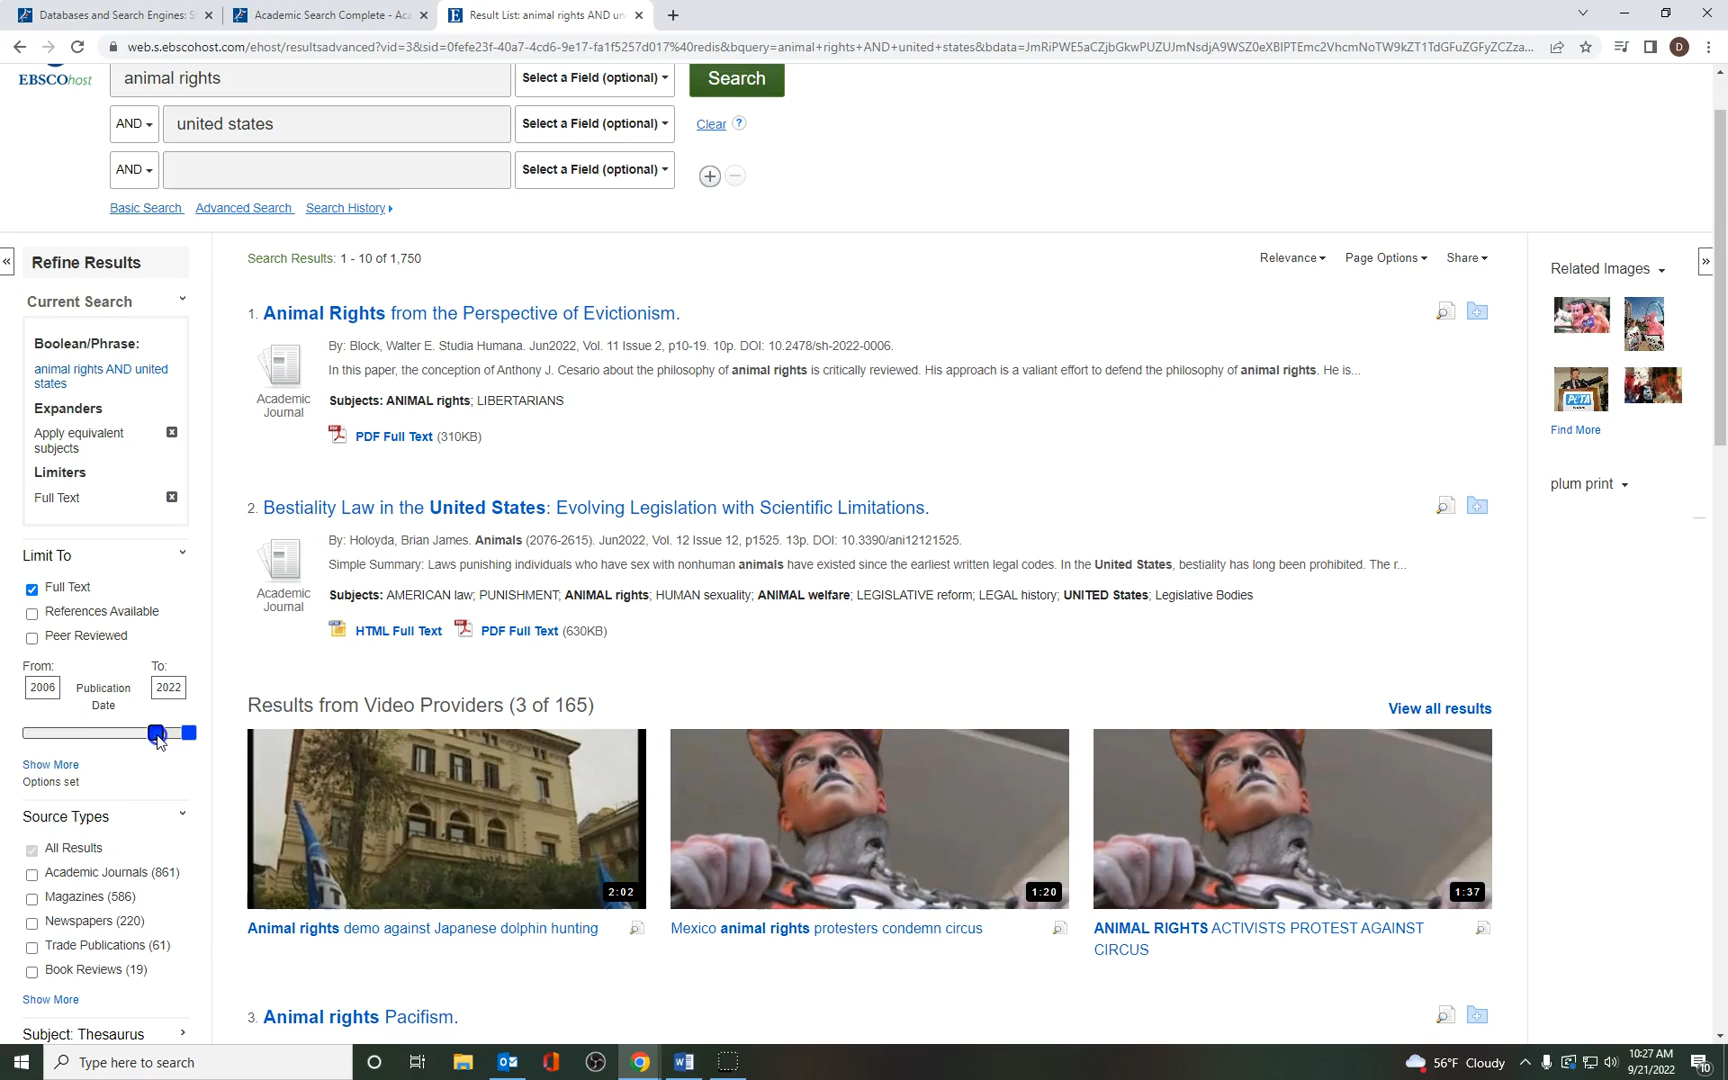 Databases and Search Engines: S
Academic Search Complete - Aca
Result List: animal rights AND un
web.s.ebscohost.com/ehost/resultsadvanced?vid=3&sid=0fefe23f-40a7-4cd6-9e17-fa1f5257d017%40redis&bquery=animal+rights+AND+united+states&bdata=JmRiPWE5aCZjbGkwPUZUJmNsdjA9WSZ0eXBlPTEmc2VhcmNoTW9kZT1TdGFuZGFyZCZza...
D
EBSCOhost
animal rights
Select a Field (optional)
Search
AND
united states
Select a Field (optional)
Clear
?
AND
Select a Field (optional)
Basic Search
Advanced Search
Search History
Refine Results
Search Results: 1 - 10 of 1,750
Relevance
Page Options
Share
Related Images
Current Search
Boolean/Phrase:
animal rights AND united
states
Expanders
Apply equivalent
subjects
Limiters
Full Text
1. Animal Rights from the Perspective of Evictionism.
By: Block, Walter E. Studia Humana. Jun2022, Vol. 11 Issue 2, p10-19. 10p. DOI: 10.2478/sh-2022-0006.
In this paper, the conception of Anthony J. Cesario about the philosophy of animal rights is critically reviewed. His approach is a valiant effort to defend the philosophy of animal rights. He is...
Academic
Journal
Subjects: ANIMAL rights; LIBERTARIANS
PDF Full Text (310KB)
PETA
Find More
plum print
2. Bestiality Law in the United States: Evolving Legislation with Scientific Limitations.
By: Holoyda, Brian James. Animals (2076-2615). Jun2022, Vol. 12 Issue 12, p1525. 13p. DOI: 10.3390/ani12121525.
Simple Summary: Laws punishing individuals who have sex with nonhuman animals have existed since the earliest written legal codes. In the United States, bestiality has long been prohibited. The r...
Academic
Journal
Subjects: AMERICAN law; PUNISHMENT; ANIMAL rights; HUMAN sexuality; ANIMAL welfare; LEGISLATIVE reform; LEGAL history; UNITED States; Legislative Bodies
HTML Full Text
PDF Full Text (630KB)
Limit To
Full Text
References Available
Peer Reviewed
From:
To:
2006
Publication
Date
2022
Show More
Options set
Results from Video Providers (3 of 165)
View all results
2:02
1:20
1:37
Animal rights demo against Japanese dolphin hunting
Mexico animal rights protesters condemn circus
ANIMAL RIGHTS ACTIVISTS PROTEST AGAINST
CIRCUS
Source Types
All Results
Academic Journals (861)
Magazines (586)
Newspapers (220)
Trade Publications (61)
Book Reviews (19)
Show More
Subject: Thesaurus
3. Animal rights Pacifism.
Type here to search
56°F Cloudy
10:27 AM
9/21/2022
10